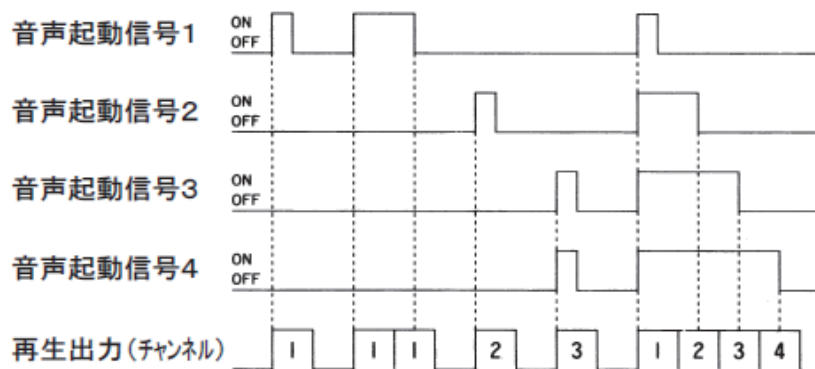 音声起動信号1 ON
OFF
音声起動信号2 ON
OFF
音声起動信号3 ON
OFF
音声起動信号4 ON
OFF
再生出力(チャンネル) 1 1 1 2 3 1 2 3 4